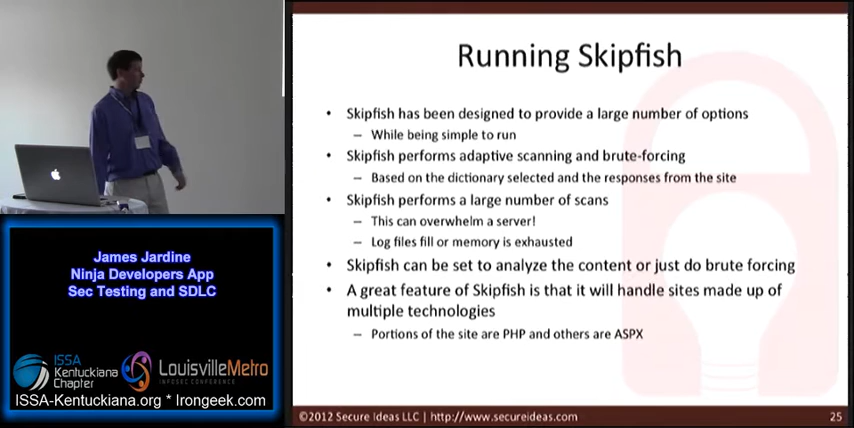 Running Skipfish
• Skipfish has been designed to provide a large number of options
– While being simple to run
• Skipfish performs adaptive scanning and brute-forcing
– Based on the dictionary selected and the responses from the site
• Skipfish performs a large number of scans
– This can overwhelm a server!
– Log files fill or memory is exhausted
• Skipfish can be set to analyze the content or just do brute forcing
• A great feature of Skipfish is that it will handle sites made up of
multiple technologies
– Portions of the site are PHP and others are ASPX
©2012 Secure Ideas LLC | http://www.secureideas.com
25
James Jardine
Ninja Developers App
Sec Testing and SDLC
ISSA
Kentuckiana
Chapter
LouisvilleMetro
INFOSEC CONFERENCE
ISSA-Kentuckiana.org * Irongeek.com